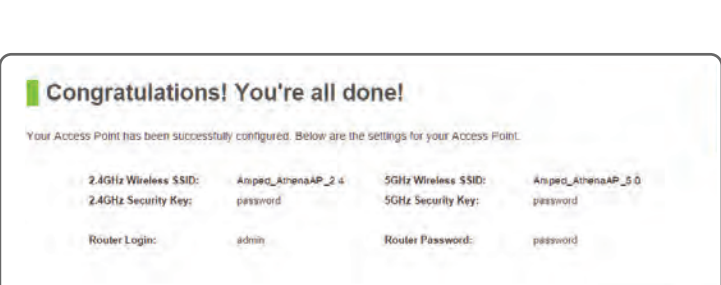 Congratulations! You're all done!
Your Access Point has been successfully configured. Below are the settings for your Access Point.
2.4GHz Wireless SSID: Amped_AthenaAP_2.4 5GHz Wireless SSID: Amped_AthenaAP_5.0
2.4GHz Security Key: password 5GHz Security Key: password
Router Login: admin Router Password: password